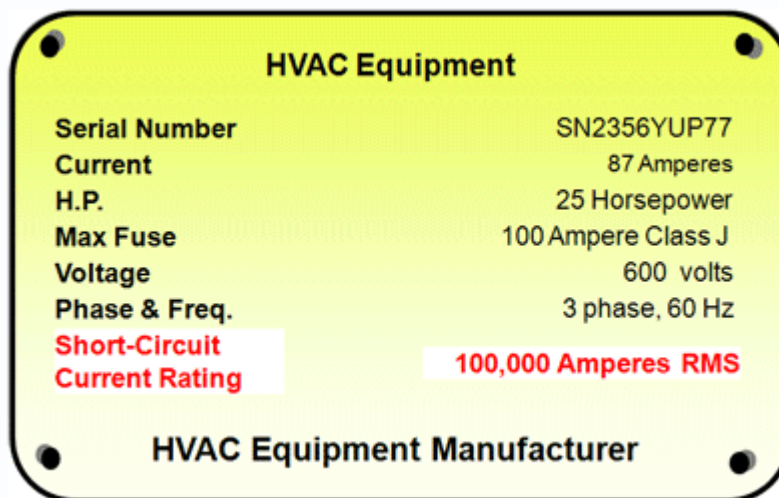 HVAC Equipment
Serial Number SN2356YUP77
Current 87 Amperes
H.P. 25 Horsepower
Max Fuse 100 Ampere Class J
Voltage 600 volts
Phase & Freq. 3 phase, 60 Hz
Short-Circuit
Current Rating 100,000 Amperes RMS
HVAC Equipment Manufacturer